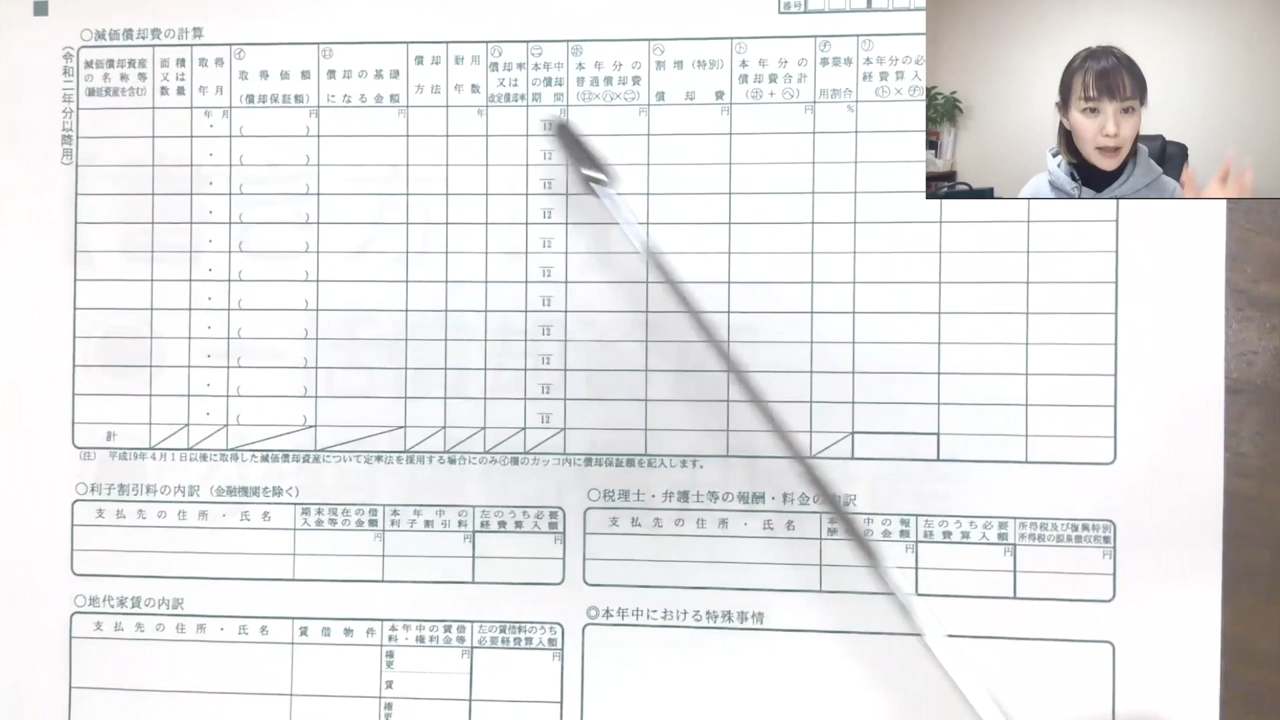 番号
○減価償却費の計算
(令和二年分以降用)
減価償却資産の名称等(繰延資産を含む)
面積又は数量
取得年月
㋑取得価額(償却保証額)
㋺償却の基礎になる金額
償却方法
耐用年数
㋩償却率又は改定償却率
㋥本年中の償却期間
㋭本年分の普通償却費(㋺×㋩×㋥)
㋬割増(特別)償却費
㋣本年分の償却費合計(㋭+㋬)
㋠事業専用割合
㋷本年分の必経費算入(㋣×㋠)
年 月 円 円 年 月 円 円 円 %
・ ( ) 12
・ ( ) 12
・ ( ) 12
・ ( ) 12
・ ( ) 12
・ ( ) 12
・ ( ) 12
・ ( ) 12
・ ( ) 12
・ ( ) 12
・ ( ) 12
計
(注) 平成19年4月1日以後に取得した減価償却資産について定率法を採用する場合にのみ㋑欄のカッコ内に償却保証額を記入します。
○利子割引料の内訳(金融機関を除く)
支払先の住所・氏名
期末現在の借入金等の金額
本年中の利子割引料
左のうち必要経費算入額
円 円 円
○税理士・弁護士等の報酬・料金の内訳
支払先の住所・氏名
本年中の報酬等の金額
左のうち必要経費算入額
所得税及び復興特別所得税の源泉徴収税額
円 円 円
○地代家賃の内訳
支払先の住所・氏名
賃借物件
本年中の賃借料・権利金等
左の賃借料のうち必要経費算入額
権更 円 円
賃
権更
◎本年中における特殊事情